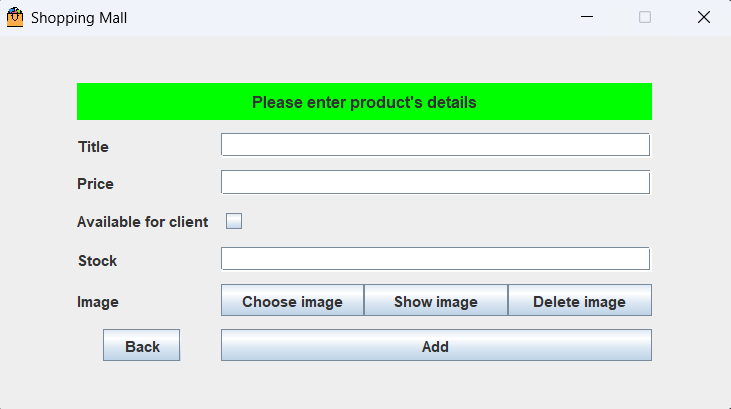 Shopping Mall
Please enter product's details
Title
Price
Available for client
Stock
Image Choose image Show image Delete image
Back Add